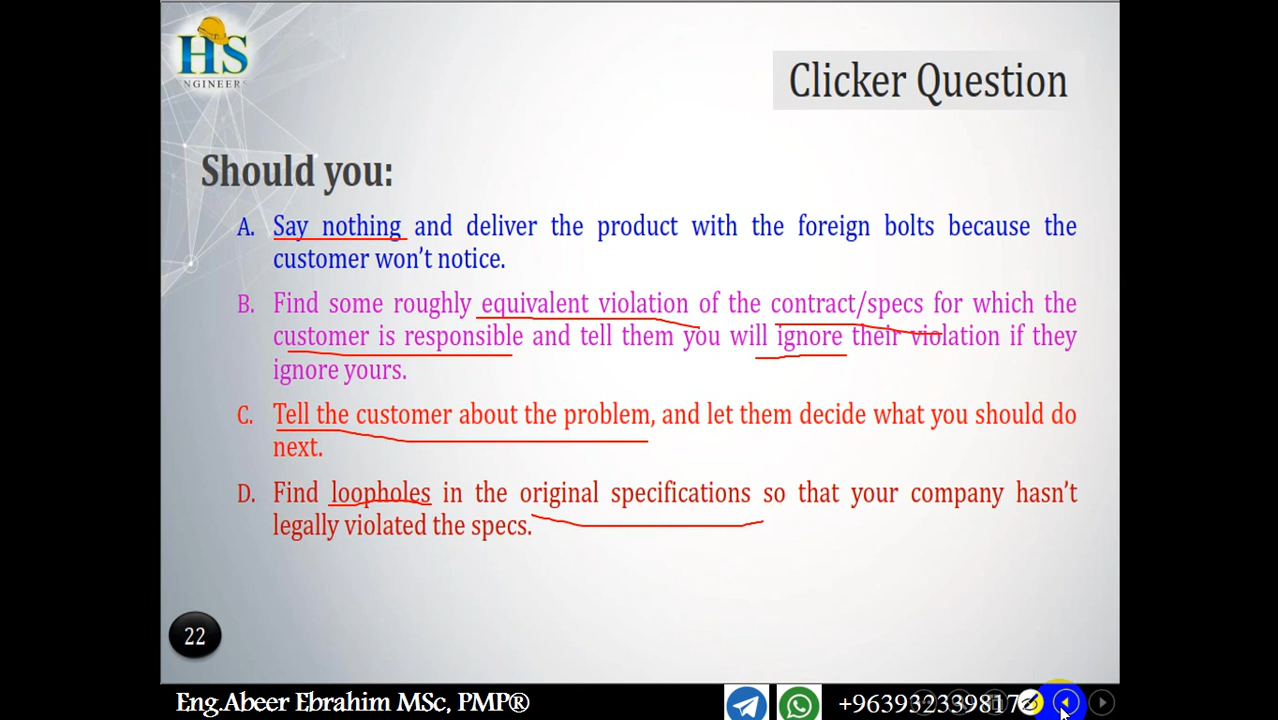 HS
NGINEER
Clicker Question
Should you:
A. Say nothing and deliver the product with the foreign bolts because the
customer won't notice.
B. Find some roughly equivalent violation of the contract/specs for which the
customer is responsible and tell them you will ignore their violation if they
ignore yours.
C. Tell the customer about the problem, and let them decide what you should do
next.
D. Find loopholes in the original specifications so that your company hasn't
legally violated the specs.
22
Eng.Abeer Ebrahim MSc, PMP®